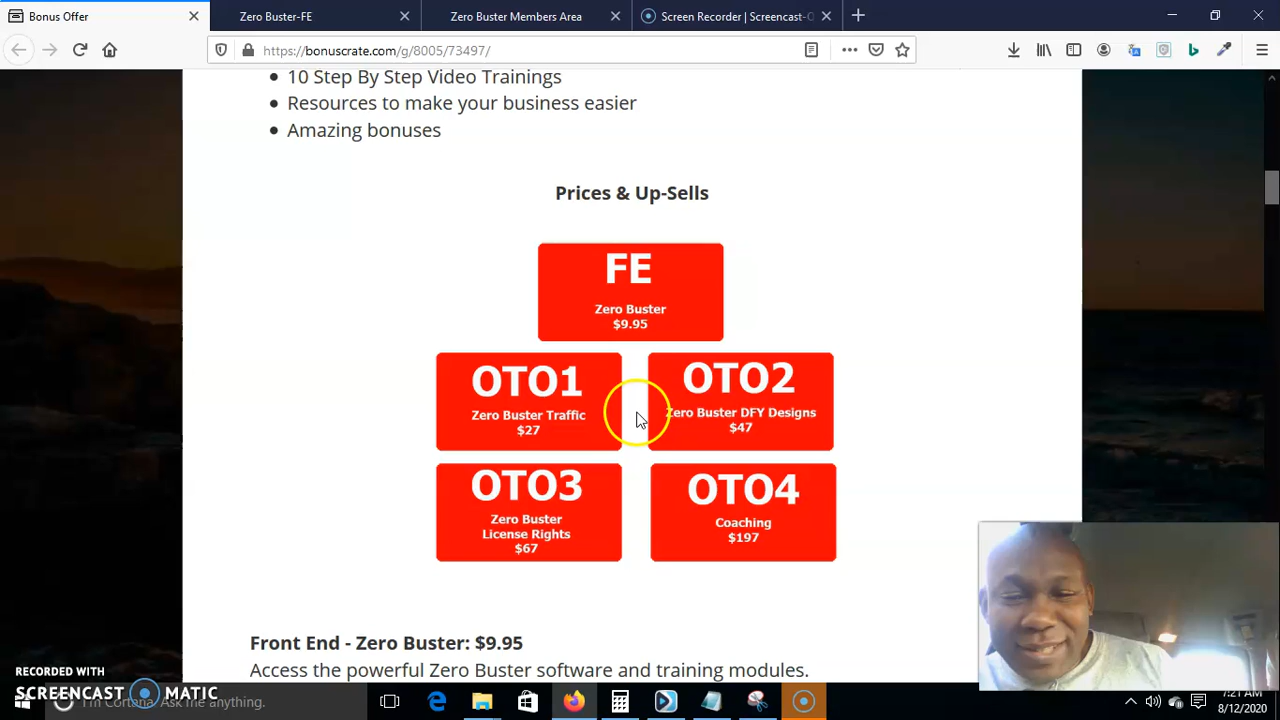 Bonus Offer
Zero Buster-FE
Zero Buster Members Area
Screen Recorder | Screencast-O
https://bonuscrate.com/g/8005/73497/
10 Step By Step Video Trainings
Resources to make your business easier
Amazing bonuses
Prices & Up-Sells
FE
Zero Buster
$9.95
OTO1
Zero Buster Traffic
$27
OTO2
Zero Buster DFY Designs
$47
OTO3
Zero Buster
License Rights
$67
OTO4
Coaching
$197
Front End - Zero Buster: $9.95
Access the powerful Zero Buster software and training modules.
RECORDED WITH
SCREENCAST MATIC
I'm Cortana. Ask me anything.
7:21 AM
8/12/2020